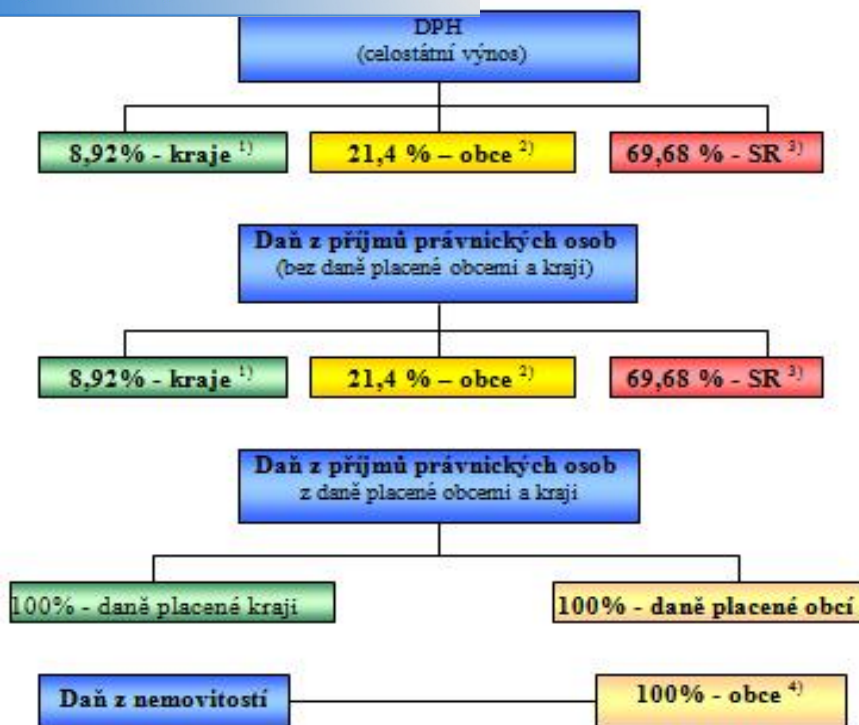 DPH
(celostátní výnos)
8,92% - kraje 1)
21,4 % – obce 2)
69,68 % - SR 3)
Daň z příjmů právnických osob
(bez daně placené obcemi a kraji)
8,92% - kraje 1)
21,4 % – obce 2)
69,68 % - SR 3)
Daň z příjmů právnických osob
z daně placené obcemi a kraji
100% - daně placené kraji
100% - daně placené obcí
Daň z nemovitostí
100% - obce 4)